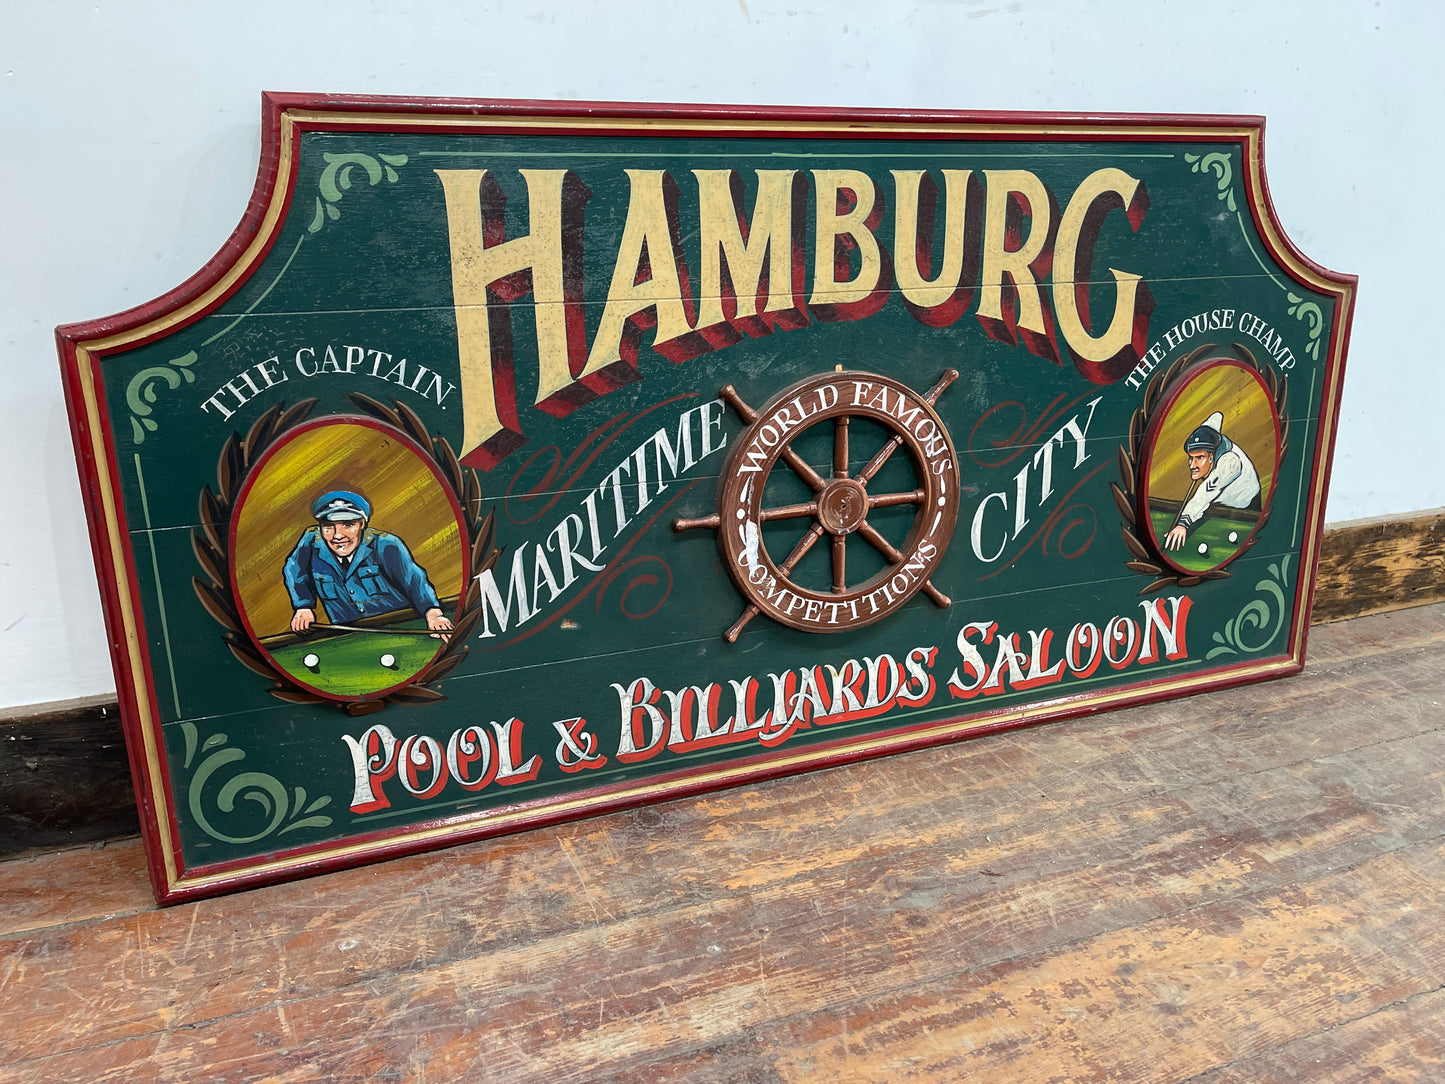 HAMBURG
THE CAPTAIN.
THE HOUSE CHAMP
MARITIME CITY
WORLD FAMOUS
COMPETITIONS
POOL & BILLIARDS SALOON